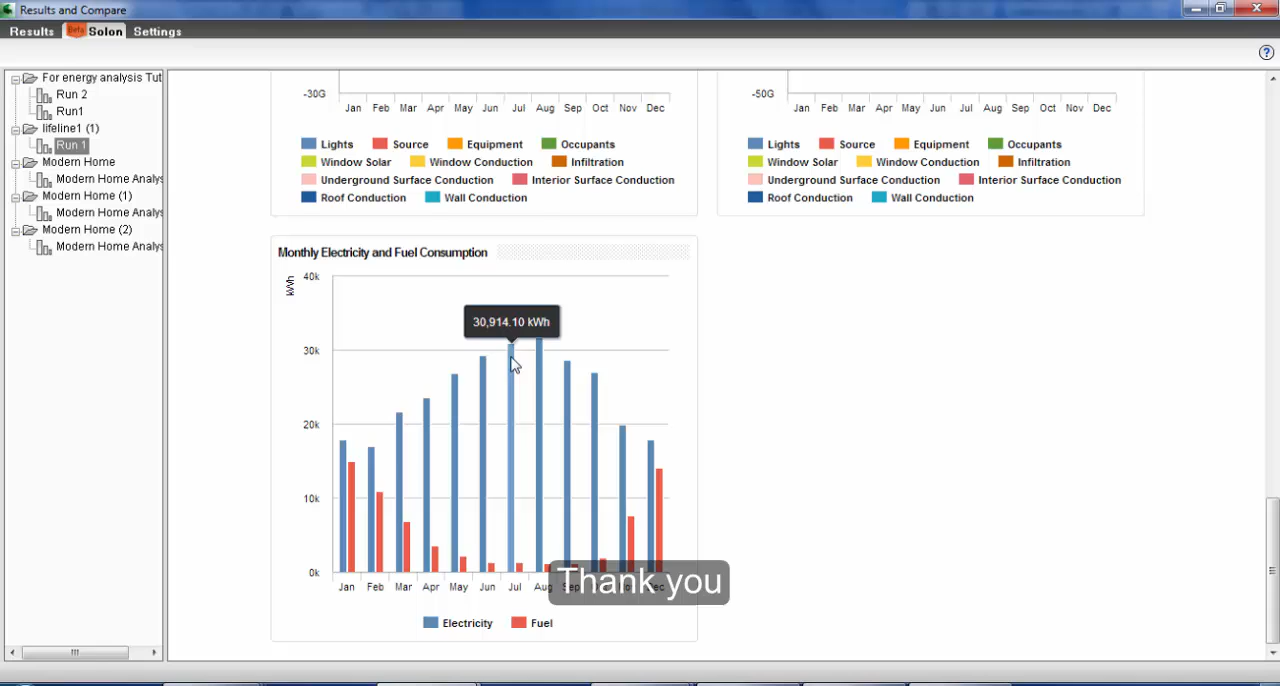 Results and Compare
Results Beta Solon Settings
For energy analysis Tut
Run 2
Run1
lifeline1 (1)
Run 1
Modern Home
Modern Home Analys
Modern Home (1)
Modern Home Analys
Modern Home (2)
Modern Home Analys
-30G
Jan Feb Mar Apr May Jun Jul Aug Sep Oct Nov Dec
Lights Source Equipment Occupants
Window Solar Window Conduction Infiltration
Underground Surface Conduction Interior Surface Conduction
Roof Conduction Wall Conduction
-50G
Jan Feb Mar Apr May Jun Jul Aug Sep Oct Nov Dec
Lights Source Equipment Occupants
Window Solar Window Conduction Infiltration
Underground Surface Conduction Interior Surface Conduction
Roof Conduction Wall Conduction
Monthly Electricity and Fuel Consumption
kWh
40k
30,914.10 kWh
30k
20k
10k
0k
Jan Feb Mar Apr May Jun Jul Aug Sep
Thank you
Electricity Fuel